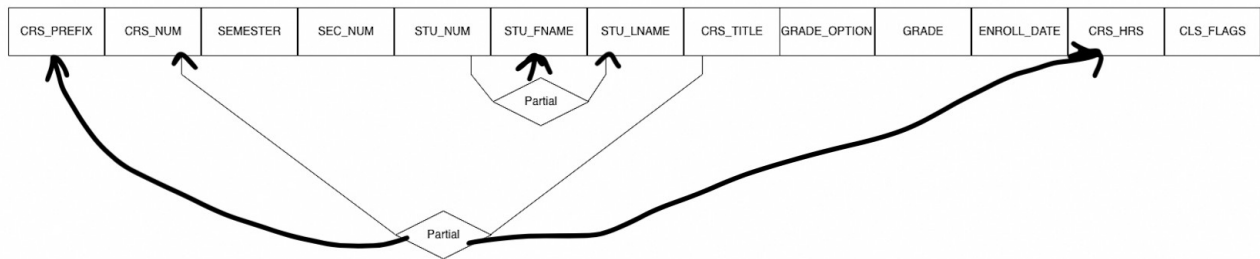 CRS_PREFIX CRS_NUM SEMESTER SEC_NUM STU_NUM STU_FNAME STU_LNAME CRS_TITLE GRADE_OPTION GRADE ENROLL_DATE CRS_HRS CLS_FLAGS
Partial
Partial